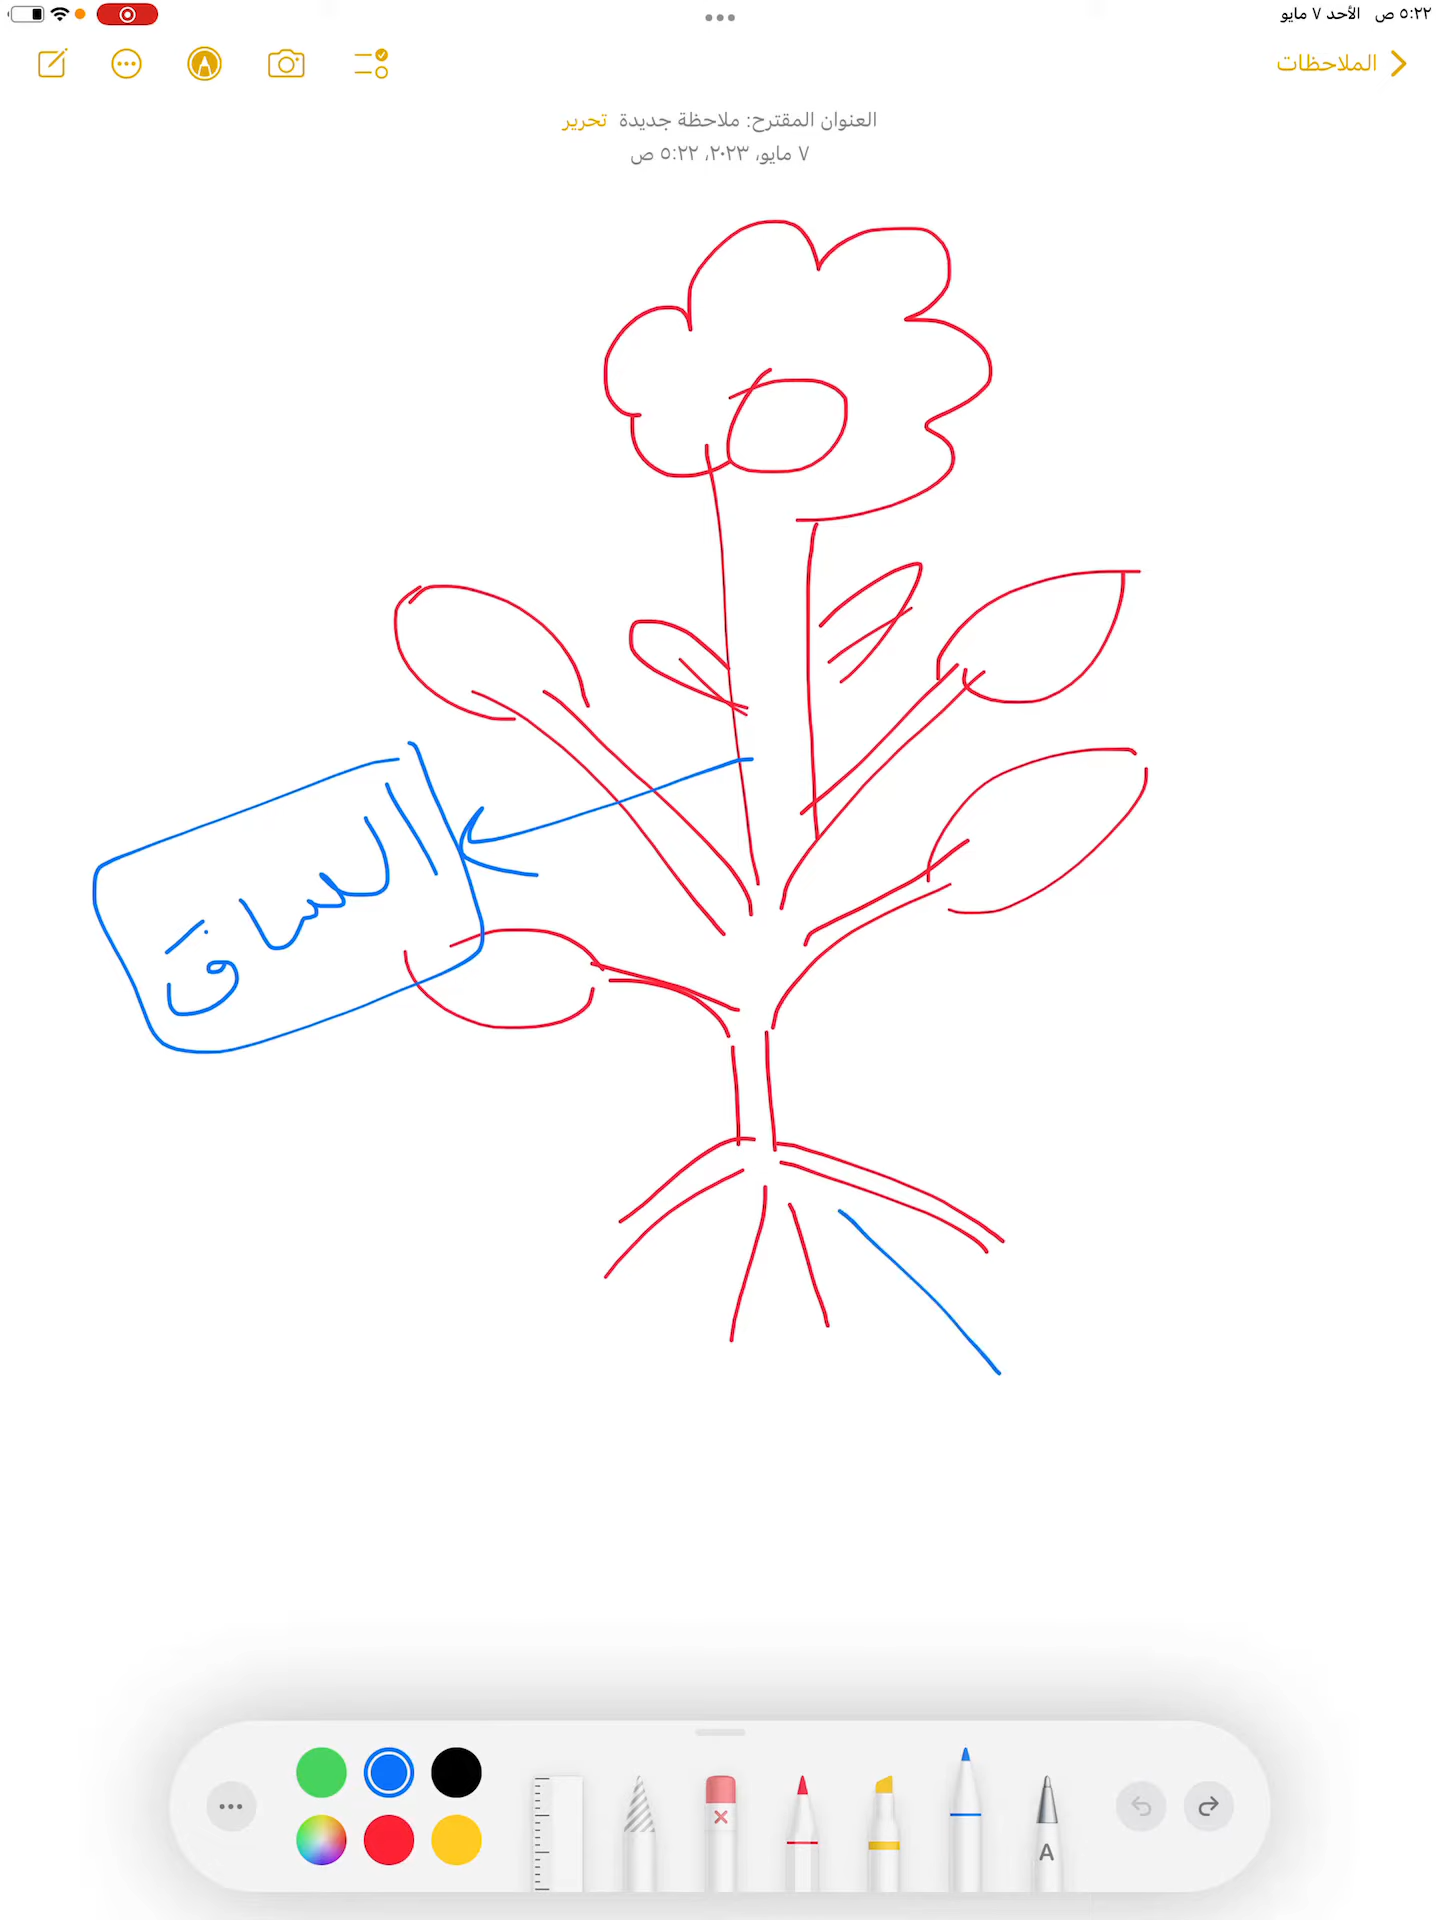 ٥:٢٢ ص الأحد ٧ مايو
الملاحظات
العنوان المقترح: ملاحظة جديدة تحرير
٧ مايو، ٢٠٢٣، ٥:٢٢ ص
الساق
A